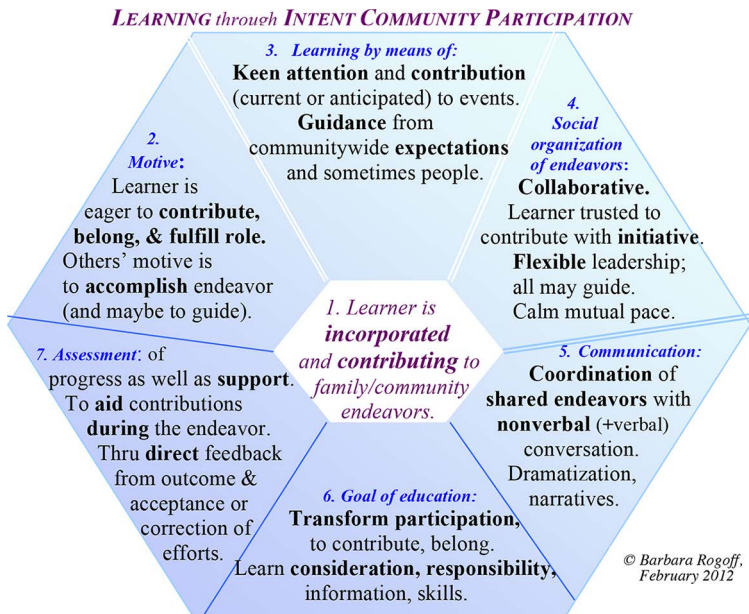 LEARNING through INTENT COMMUNITY PARTICIPATION
1. Learner is
incorporated
and contributing to
family/community
endeavors.
2.
Motive:
Learner is
eager to contribute,
belong, & fulfill role.
Others' motive is
to accomplish endeavor
(and maybe to guide).
3. Learning by means of:
Keen attention and contribution
(current or anticipated) to events.
Guidance from
communitywide expectations
and sometimes people.
4.
Social
organization
of endeavors:
Collaborative.
Learner trusted to
contribute with initiative.
Flexible leadership;
all may guide.
Calm mutual pace.
5. Communication:
Coordination of
shared endeavors with
nonverbal (+verbal)
conversation.
Dramatization,
narratives.
6. Goal of education:
Transform participation,
to contribute, belong.
Learn consideration, responsibility,
information, skills.
7. Assessment: of
progress as well as support.
To aid contributions
during the endeavor.
Thru direct feedback
from outcome &
acceptance or
correction of
efforts.
© Barbara Rogoff,
February 2012